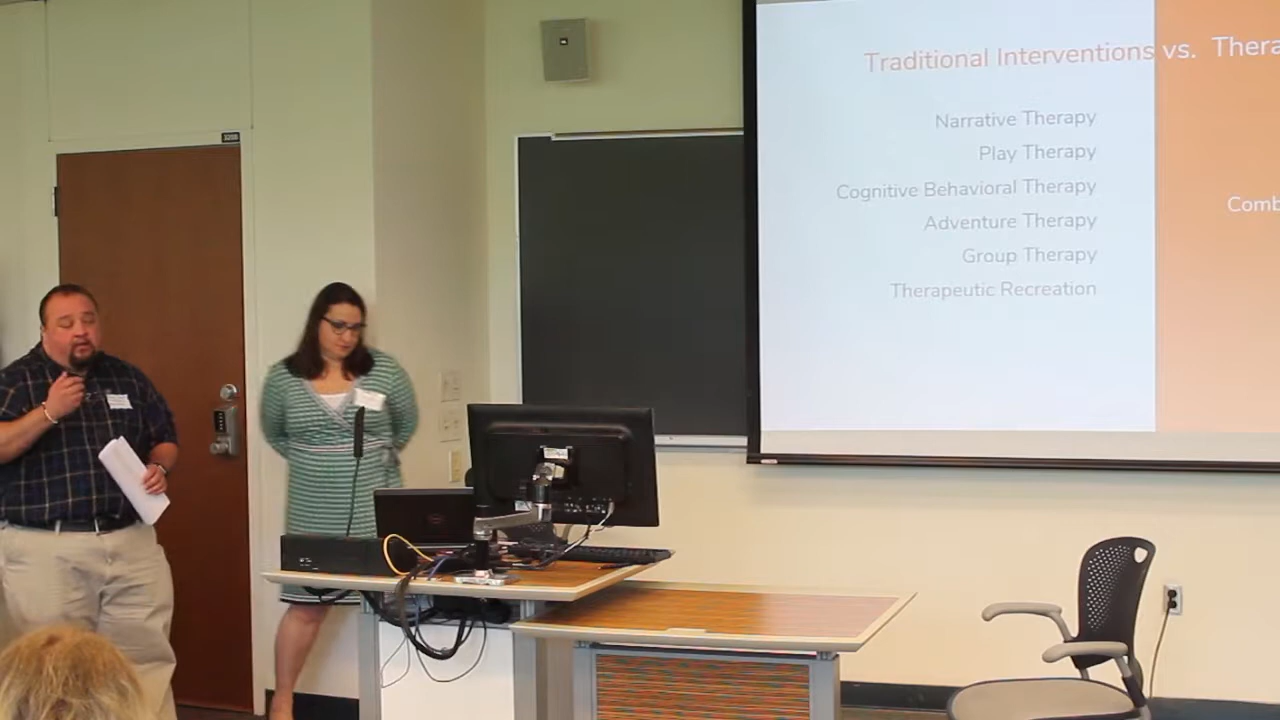 Traditional Interventions vs. Thera
Narrative Therapy
Play Therapy
Cognitive Behavioral Therapy
Adventure Therapy
Group Therapy
Therapeutic Recreation
Comb